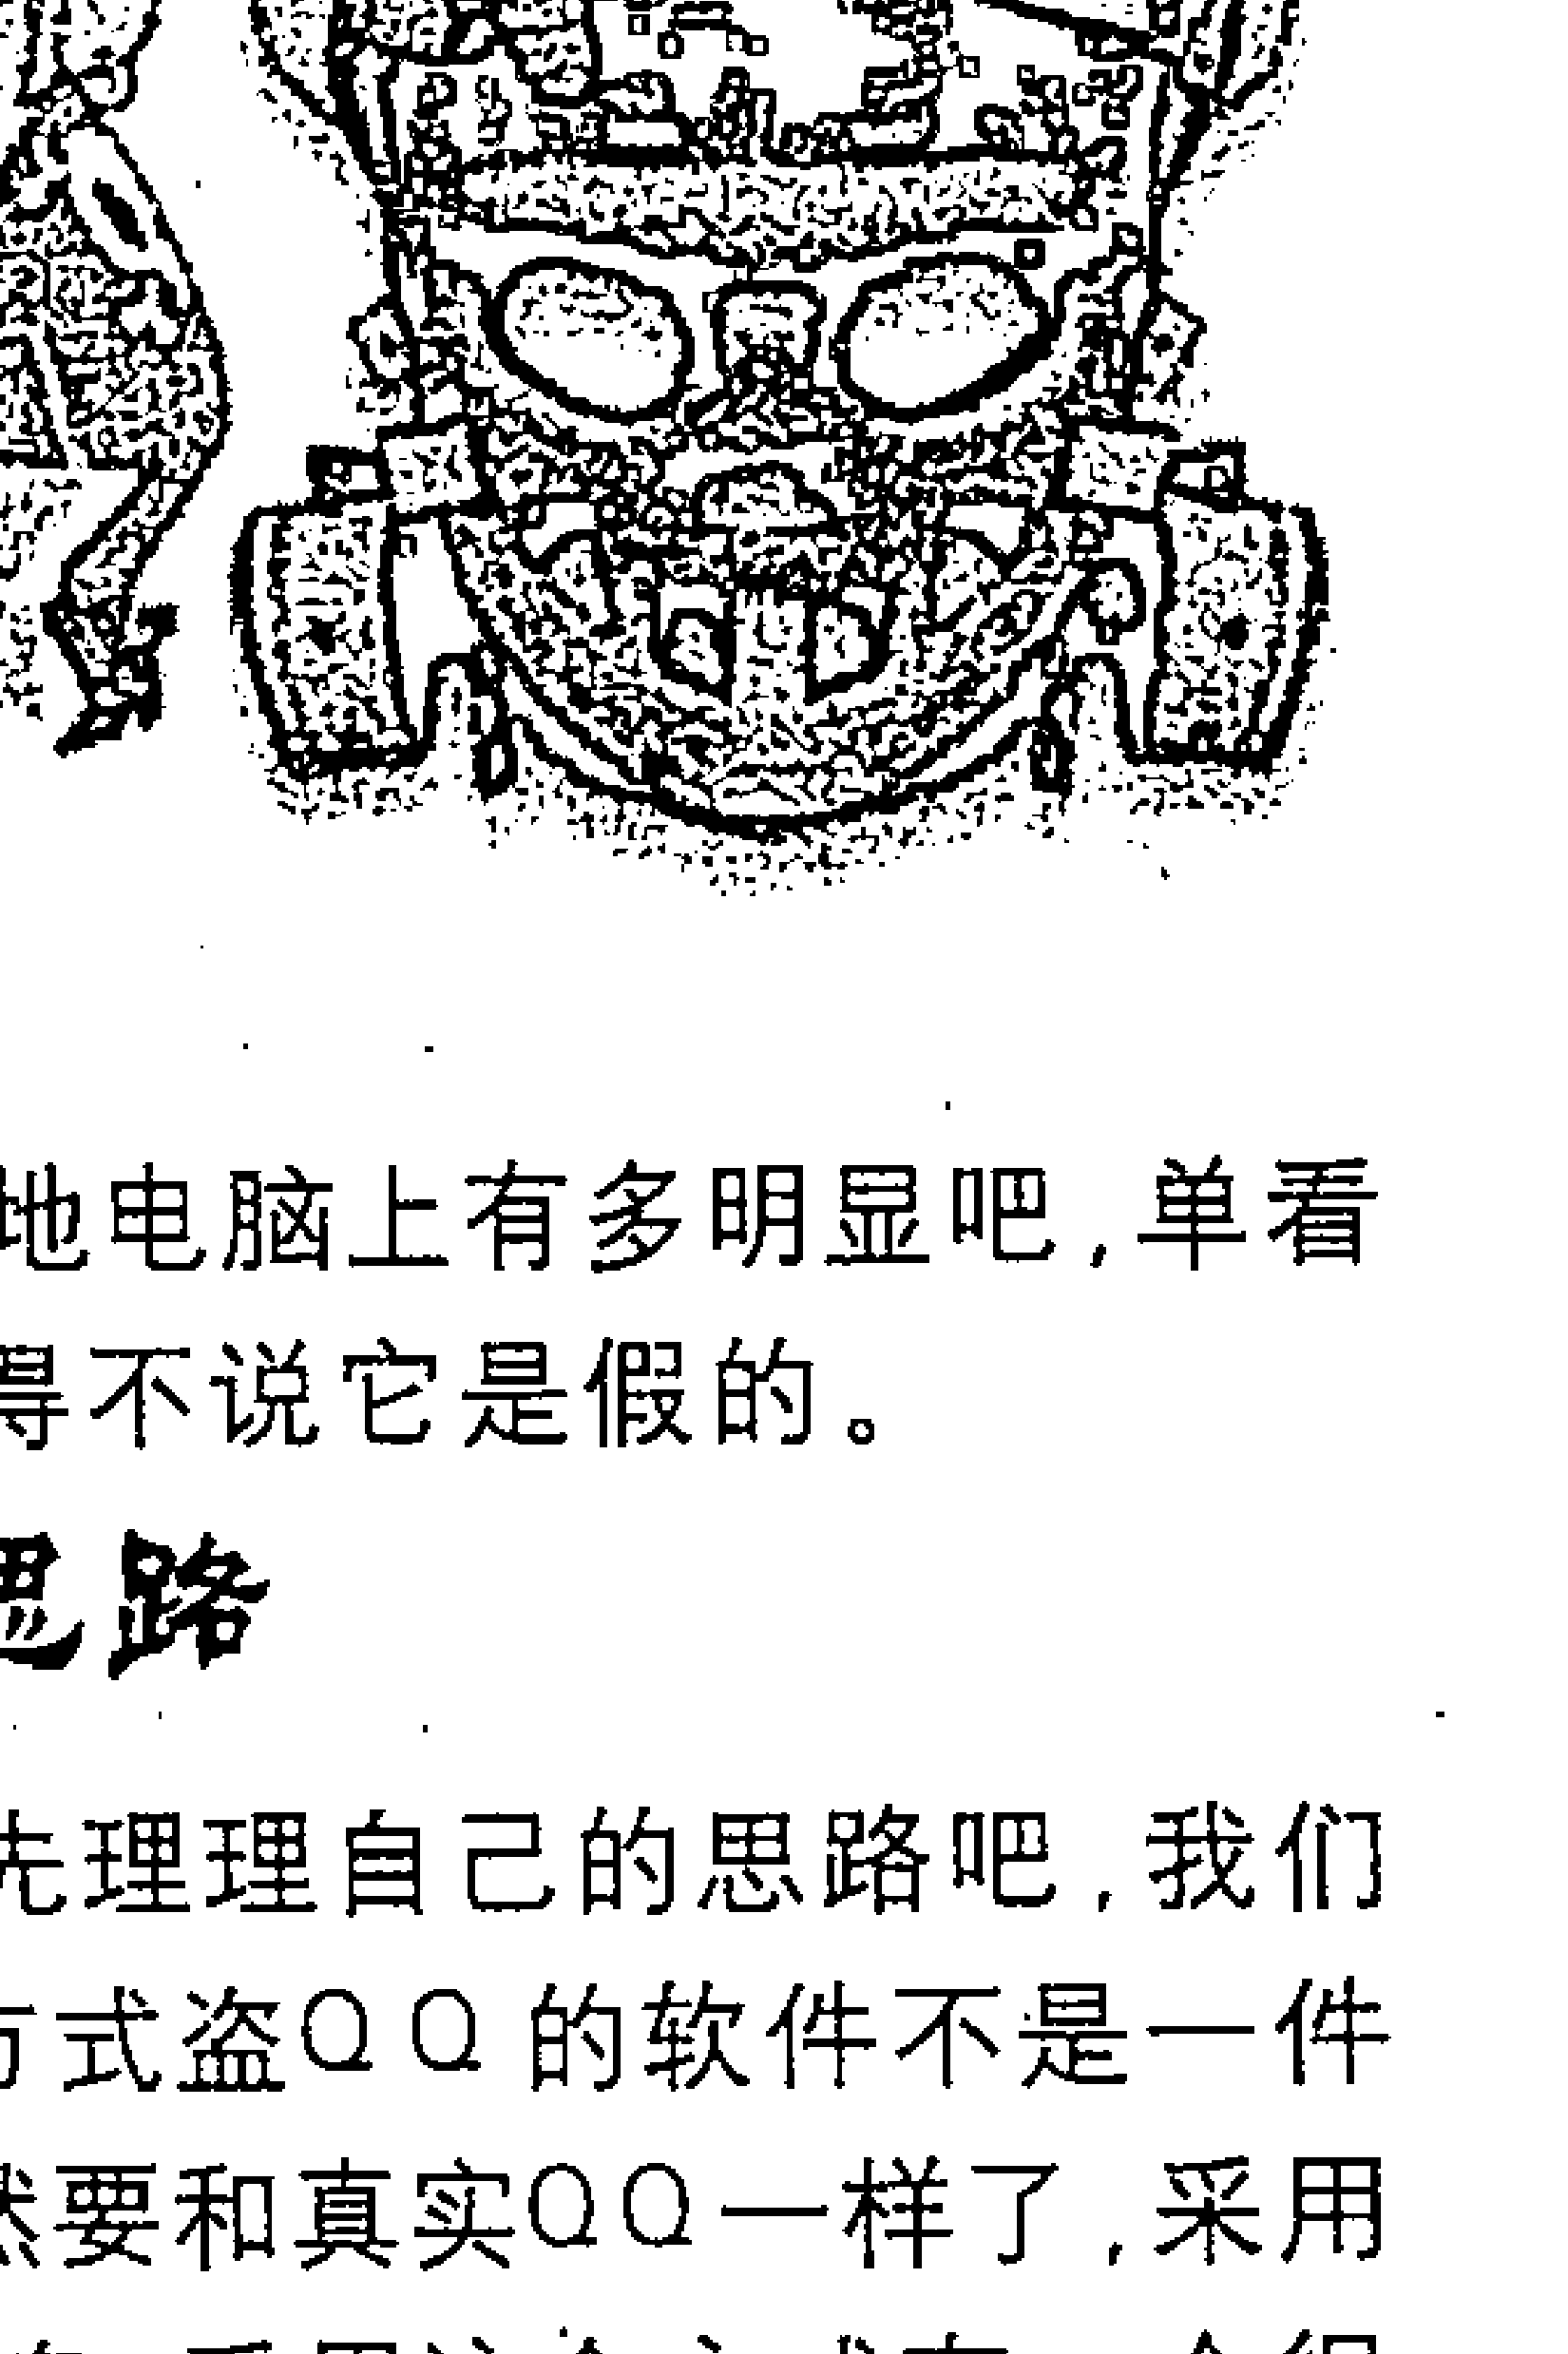 地电脑上有多明显吧,单看
得不说它是假的。
思路
先理理自己的思路吧,我们
方式盗QQ的软件不是一件
然要和真实QQ一样了,采用